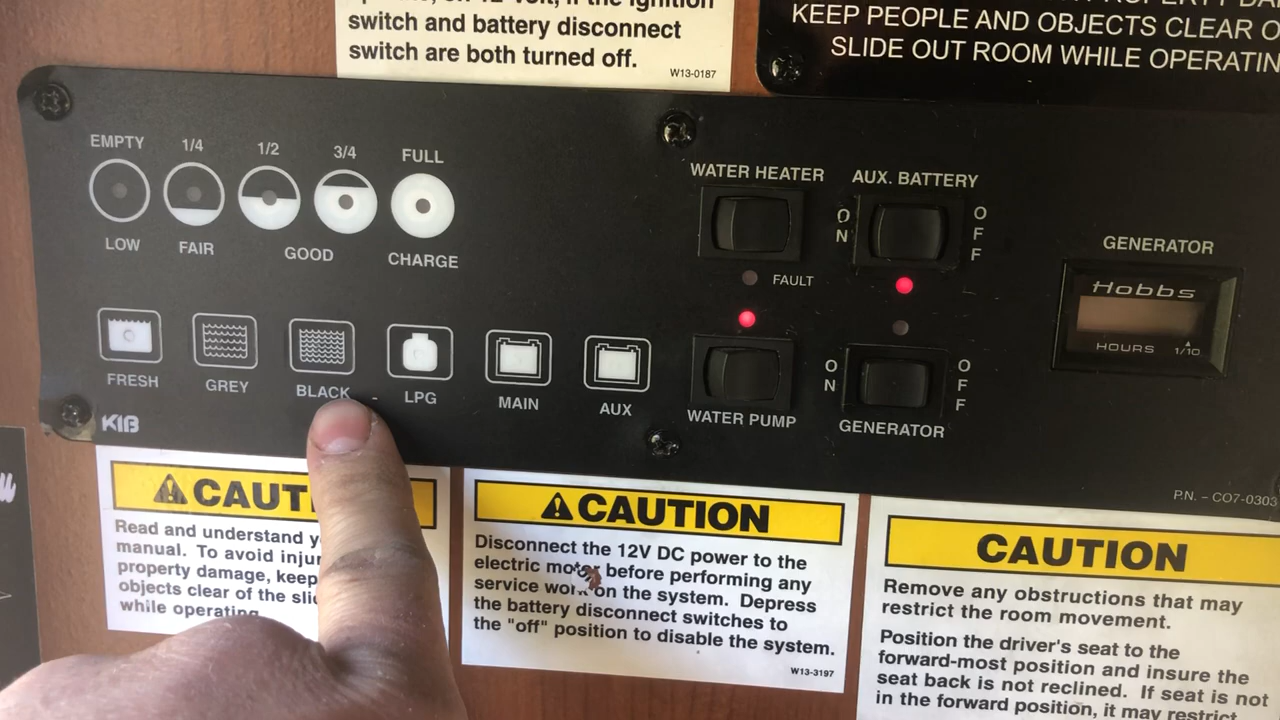 if the ignition
switch and battery disconnect
switch are both turned off.
W13-0187
KEEP PEOPLE AND OBJECTS CLEAR O
SLIDE OUT ROOM WHILE OPERATIN
EMPTY 1/4 1/2 3/4 FULL
LOW FAIR GOOD CHARGE
FRESH GREY BLACK - LPG MAIN AUX
KIB
WATER HEATER
FAULT
WATER PUMP
AUX. BATTERY
ON OFF
ON OFF
GENERATOR
GENERATOR
Hobbs
HOURS 1/10
P.N. – CO7-0303
CAUT
Read and understand y
manual. To avoid injur
property damage, keep
objects clear of the slid
while operating
CAUTION
Disconnect the 12V DC power to the
electric motor before performing any
service work on the system. Depress
the battery disconnect switches to
the "off" position to disable the system.
W13-3197
CAUTION
Remove any obstructions that may
restrict the room movement.
Position the driver's seat to the
forward-most position and insure the
seat back is not reclined. If seat is not
in the forward position, it may restrict